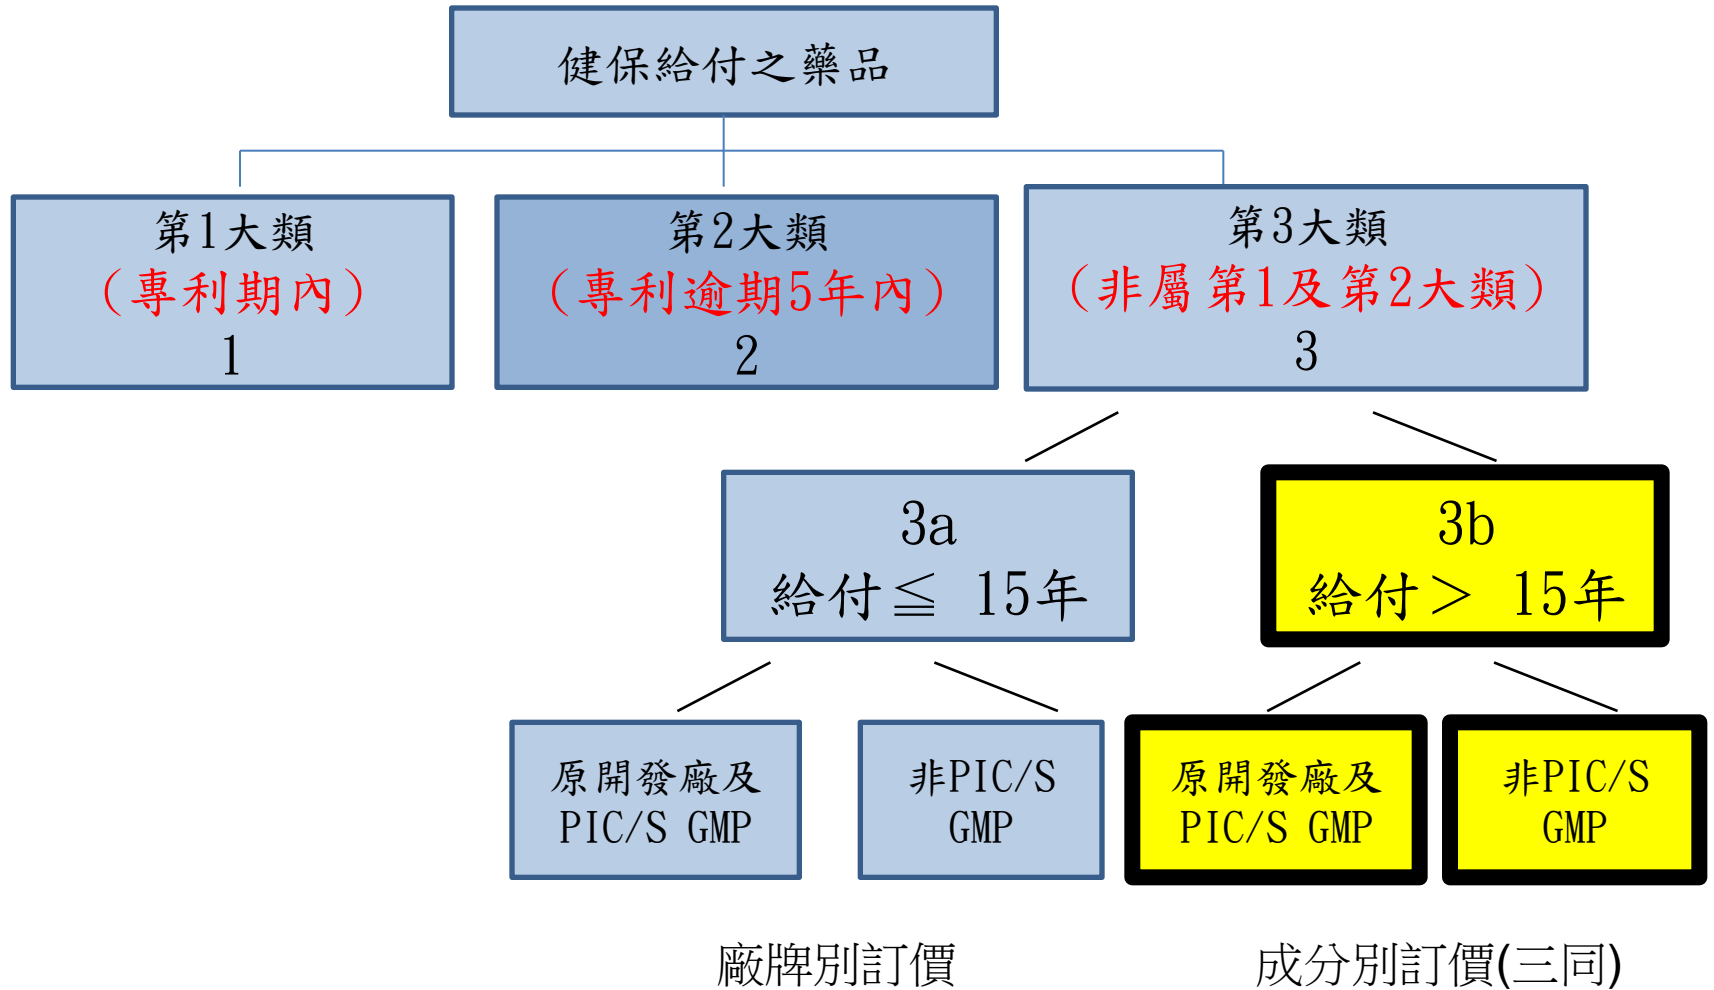 健保給付之藥品
第1大類
(專利期內)
1
第2大類
(專利逾期5年內)
2
第3大類
(非屬第1及第2大類)
3
3a
給付≦ 15年
3b
給付> 15年
原開發廠及
PIC/S GMP
非PIC/S
GMP
原開發廠及
PIC/S GMP
非PIC/S
GMP
廠牌別訂價
成分別訂價(三同)